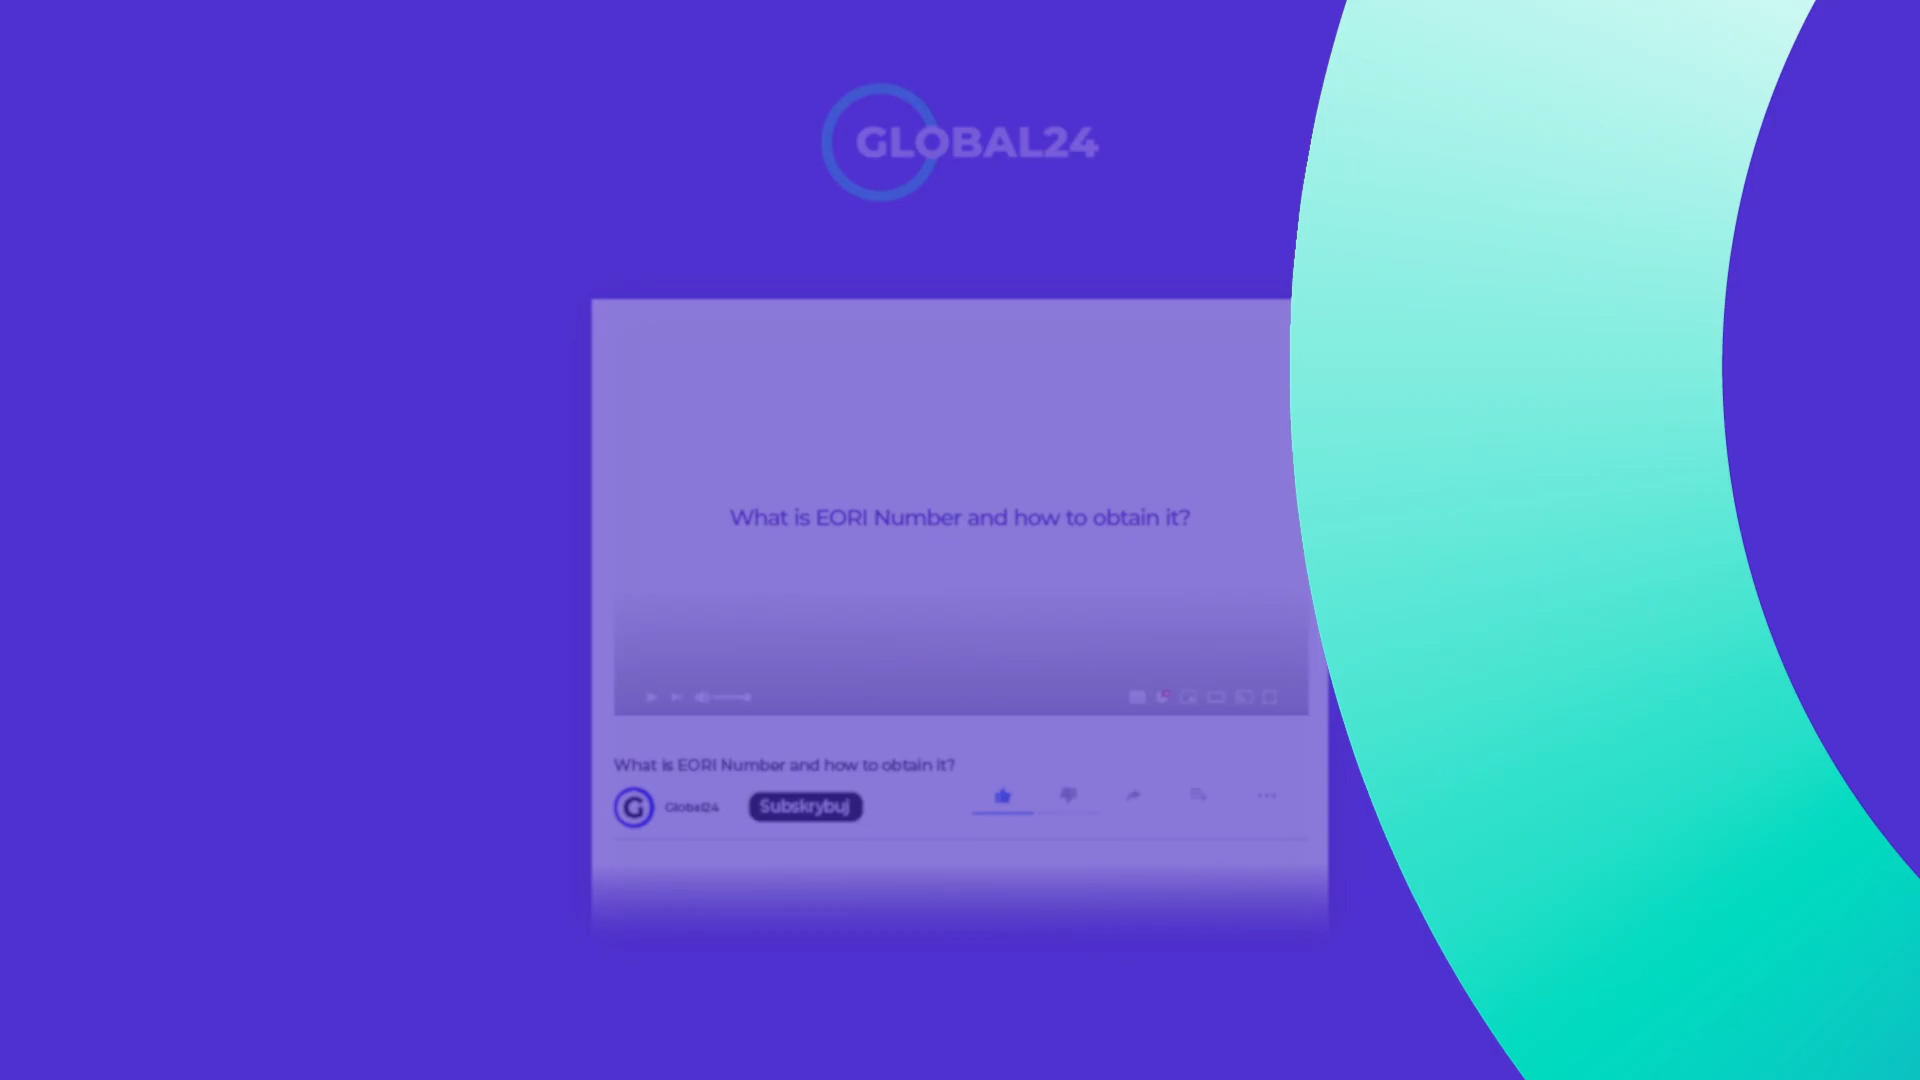 GLOBAL24
What is EORI Number and how to obtain it?
What is EORI Number and how to obtain it?
G
Global24
Subskrybuj